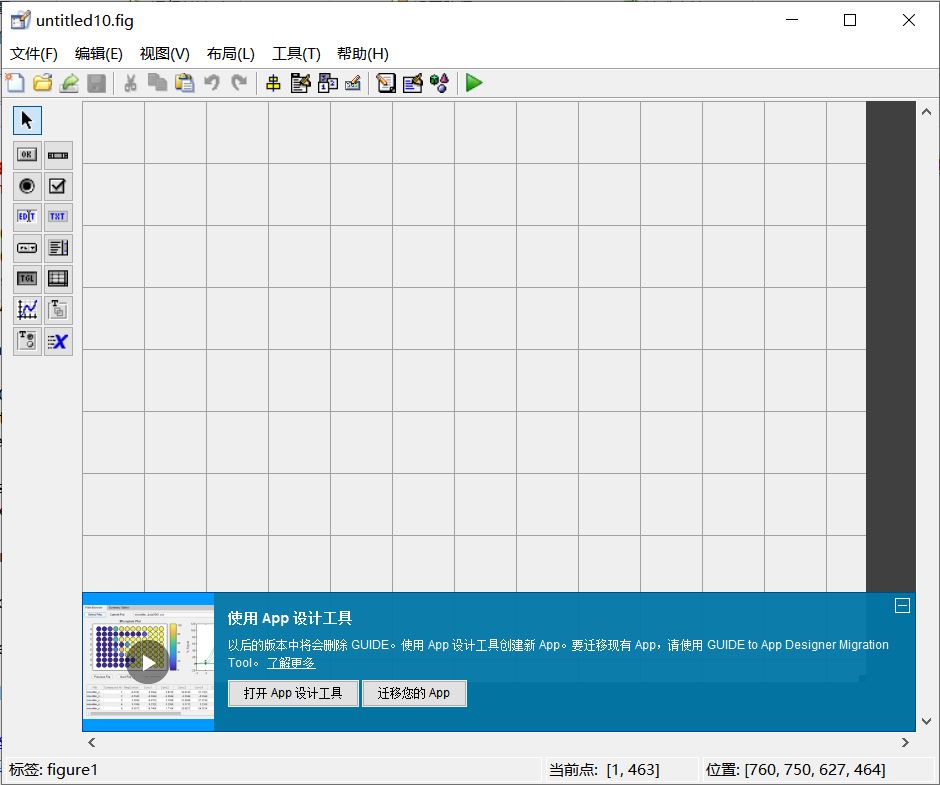 untitled10.fig
文件(F) 编辑(E) 视图(V) 布局(L) 工具(T) 帮助(H)
OK
EDIT TXT
TGL
使用 App 设计工具
以后的版本中将会删除 GUIDE。使用 App 设计工具创建新 App。要迁移现有 App，请使用 GUIDE to App Designer Migration
Tool。 了解更多
打开 App 设计工具 迁移您的 App
标签: figure1 当前点: [1, 463] 位置: [760, 750, 627, 464]